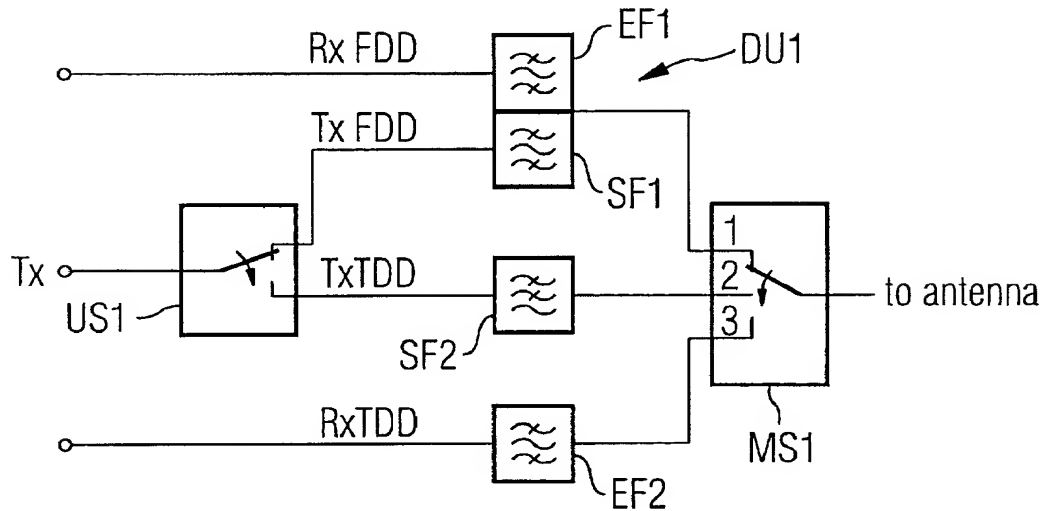 EF1
Rx FDD
DU1
Tx FDD
SF1
1
Tx
TxTDD
2
to antenna
US1
3
SF2
RxTDD
MS1
EF2